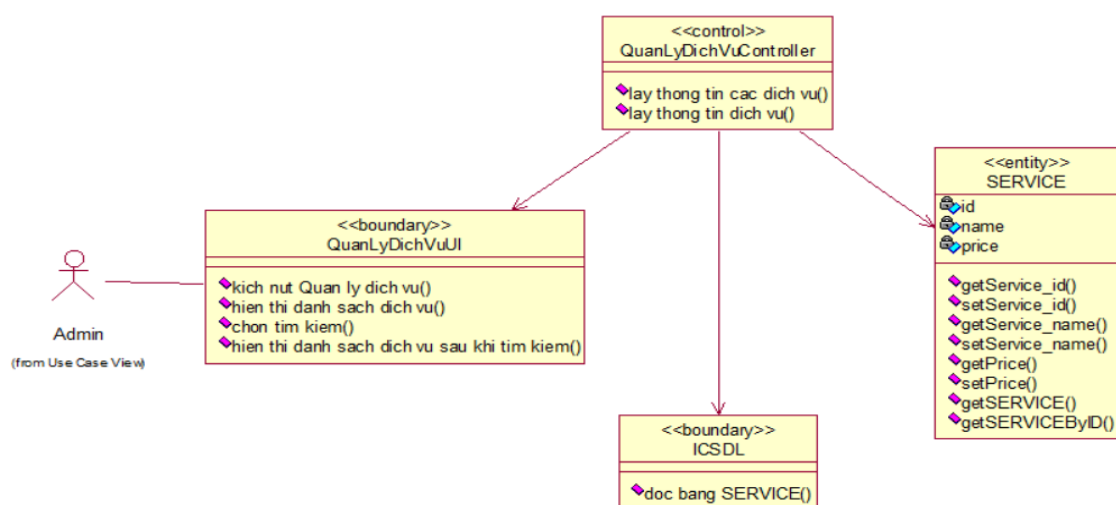 <<control>>
QuanLyDichVuController
lay thong tin cac dich vu()
lay thong tin dich vu()
<<entity>>
SERVICE
id
name
price
getService_id()
setService_id()
getService_name()
setService_name()
getPrice()
setPrice()
getSERVICE()
getSERVICEByID()
<<boundary>>
QuanLyDichVuUI
kich nut Quan ly dich vu()
hien thi danh sach dich vu()
chon tim kiem()
hien thi danh sach dich vu sau khi tim kiem()
Admin
(from Use Case View)
<<boundary>>
ICSDL
doc bang SERVICE()